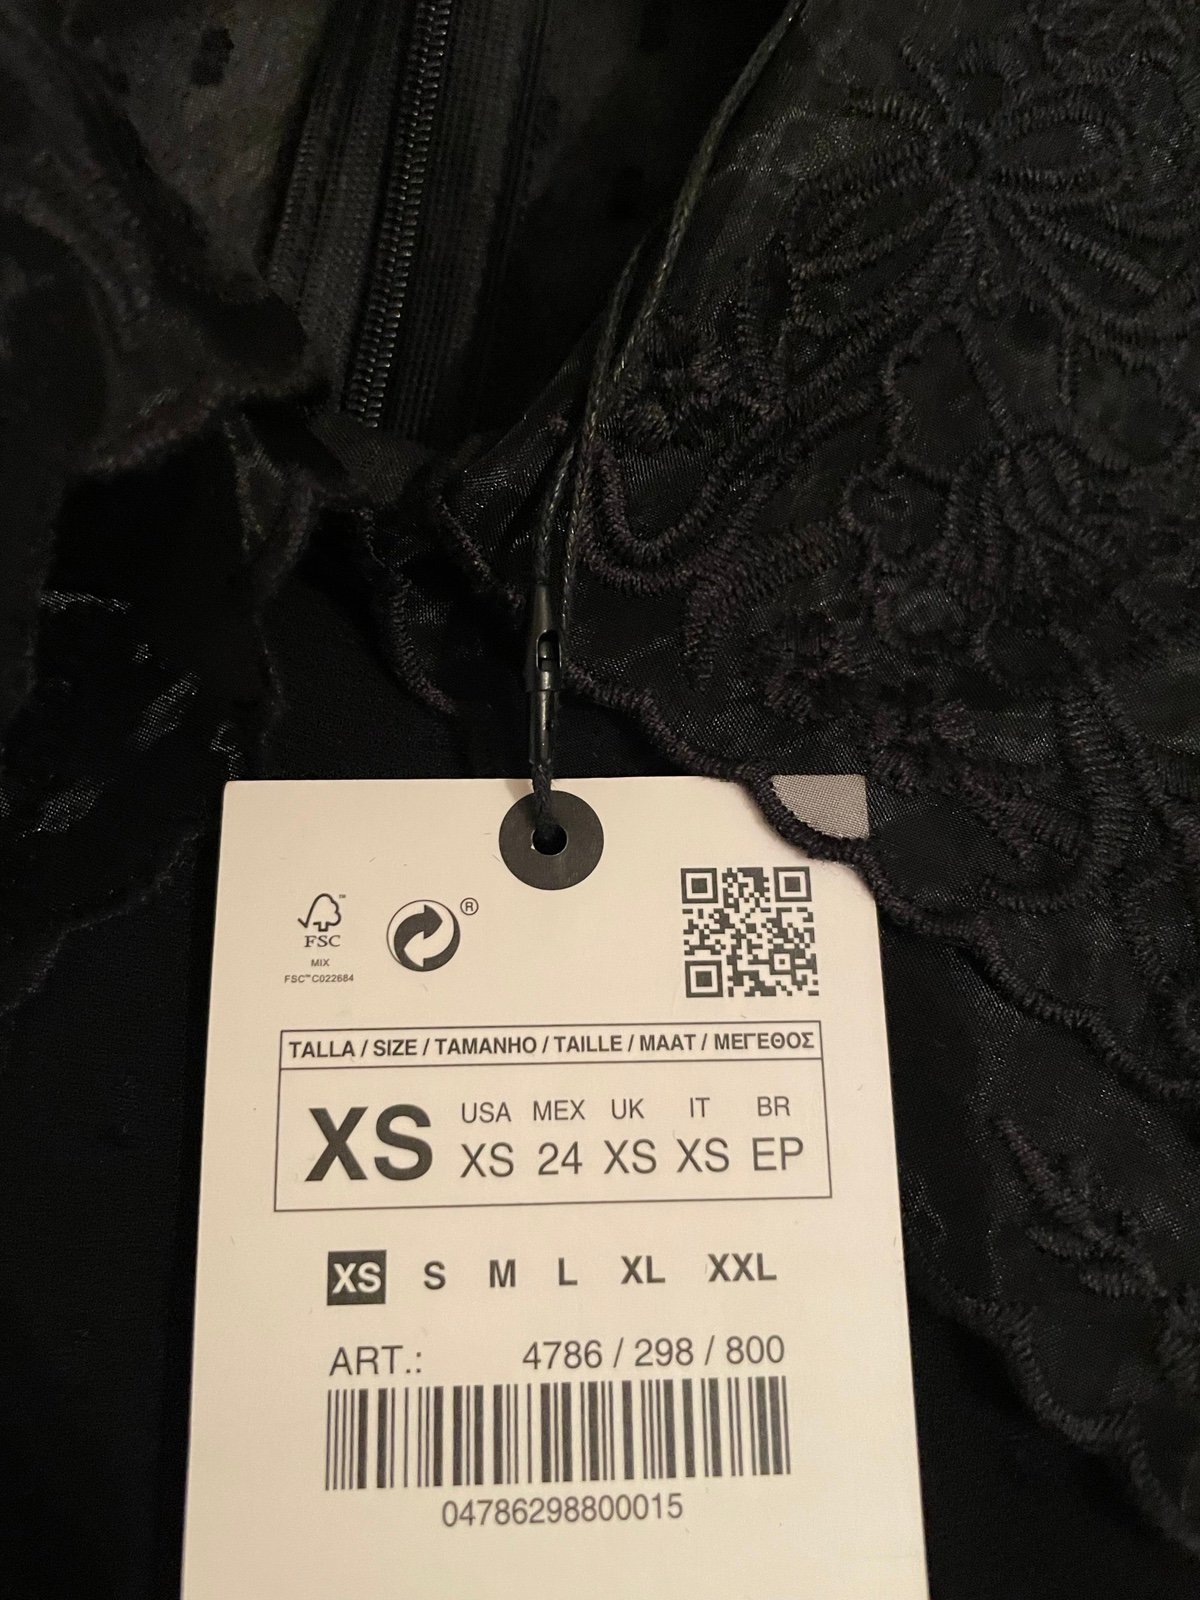 ™
FSC
MIX
FSC™ C022684
®
TALLA / SIZE / TAMANHO / TAILLE / MAAT / ΜΕΓΕΘΟΣ
XS
USA MEX UK IT BR
XS 24 XS XS EP
XS S M L XL XXL
ART.: 4786 / 298 / 800
04786298800015